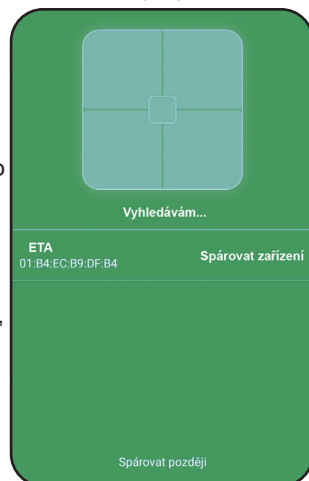 Vyhledávám...
ETA
01:B4:EC:B9:DF:B4
Spárovat zařízení
Spárovat později